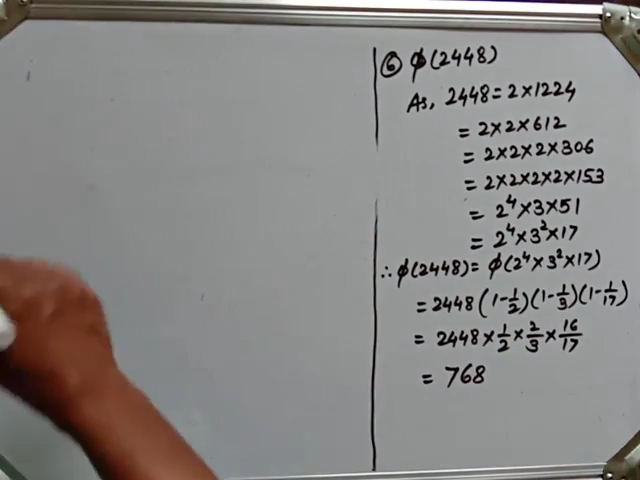 ⑥ ϕ(2448)
As, 2448 = 2×1224
= 2×2×612
= 2×2×2×306
= 2×2×2×2×153
= 2⁴×3×51
= 2⁴×3²×17
∴ ϕ(2448) = ϕ(2⁴×3²×17)
= 2448 (1-1/2)(1-1/3)(1-1/17)
= 2448 × 1/2 × 2/3 × 16/17
= 768